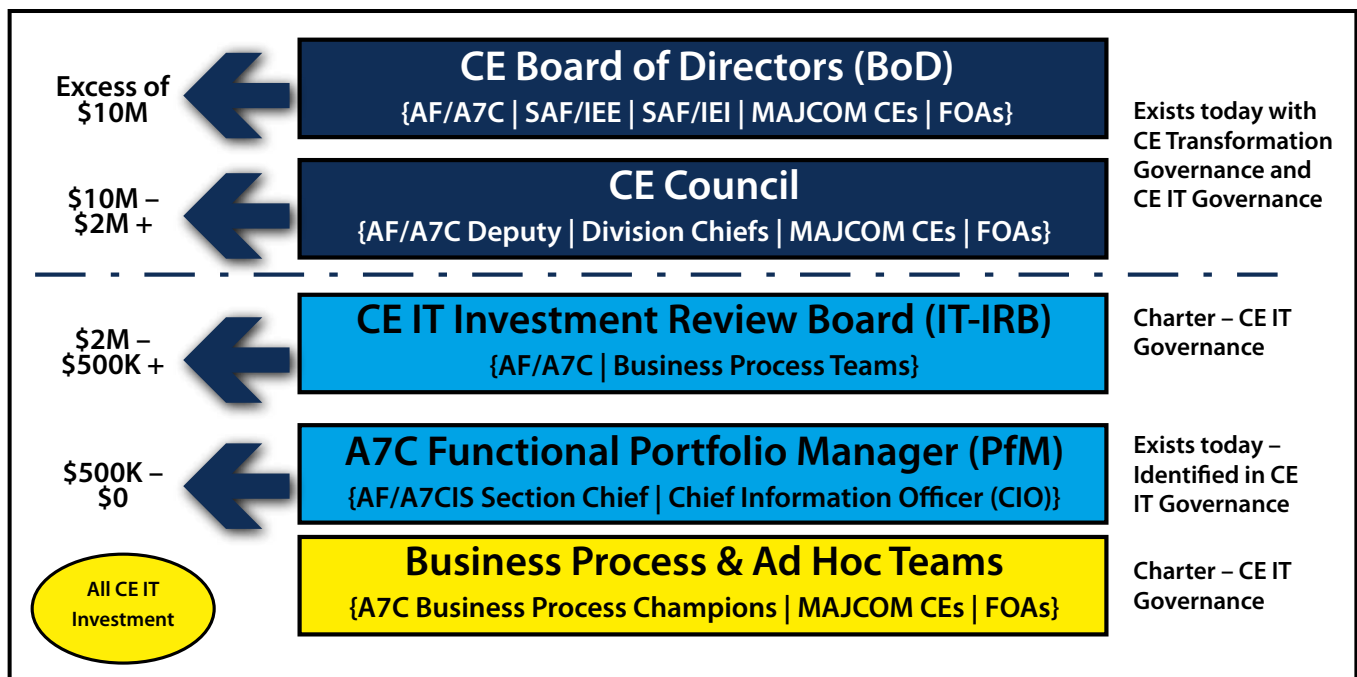 Excess of
$10M
CE Board of Directors (BoD)
{AF/A7C | SAF/IEE | SAF/IEI | MAJCOM CEs | FOAs}
Exists today with
CE Transformation
Governance and
CE IT Governance
$10M –
$2M +
CE Council
{AF/A7C Deputy | Division Chiefs | MAJCOM CEs | FOAs}
$2M –
$500K +
CE IT Investment Review Board (IT-IRB)
{AF/A7C | Business Process Teams}
Charter – CE IT
Governance
$500K –
$0
A7C Functional Portfolio Manager (PfM)
{AF/A7CIS Section Chief | Chief Information Officer (CIO)}
Exists today –
Identified in CE
IT Governance
All CE IT
Investment
Business Process & Ad Hoc Teams
{A7C Business Process Champions | MAJCOM CEs | FOAs}
Charter – CE IT
Governance